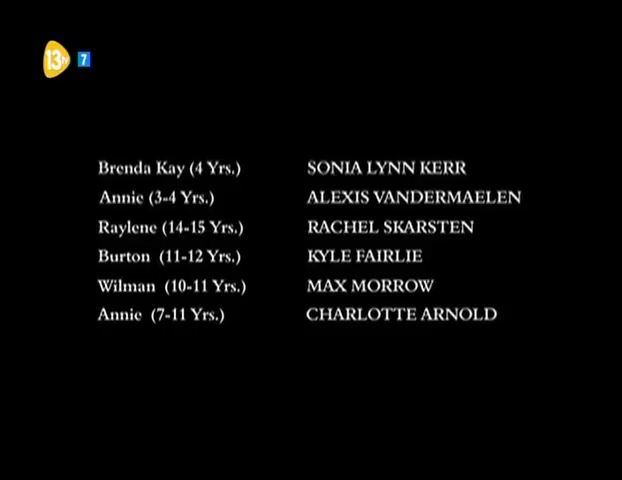 13tv 7
Brenda Kay (4 Yrs.) SONIA LYNN KERR
Annie (3-4 Yrs.) ALEXIS VANDERMAELEN
Raylene (14-15 Yrs.) RACHEL SKARSTEN
Burton (11-12 Yrs.) KYLE FAIRLIE
Wilman (10-11 Yrs.) MAX MORROW
Annie (7-11 Yrs.) CHARLOTTE ARNOLD